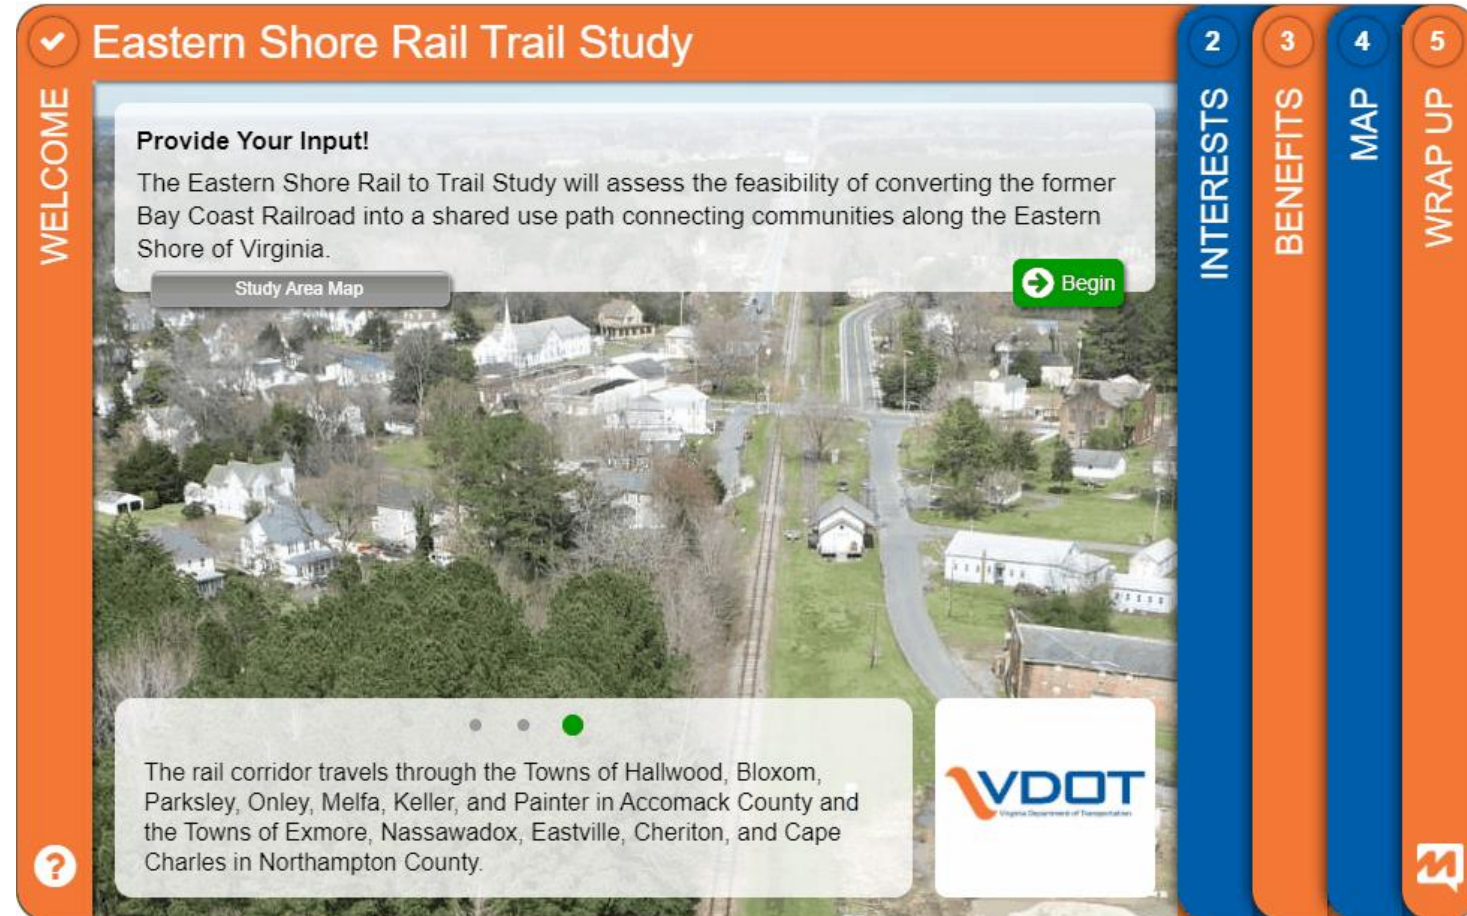 Eastern Shore Rail Trail Study
WELCOME
Provide Your Input!
The Eastern Shore Rail to Trail Study will assess the feasibility of converting the former
Bay Coast Railroad into a shared use path connecting communities along the Eastern
Shore of Virginia.
Study Area Map
Begin
The rail corridor travels through the Towns of Hallwood, Bloxom,
Parksley, Onley, Melfa, Keller, and Painter in Accomack County and
the Towns of Exmore, Nassawadox, Eastville, Cheriton, and Cape
Charles in Northampton County.
VDOT
Virginia Department of Transportation
?
2
INTERESTS
3
BENEFITS
4
MAP
5
WRAP UP